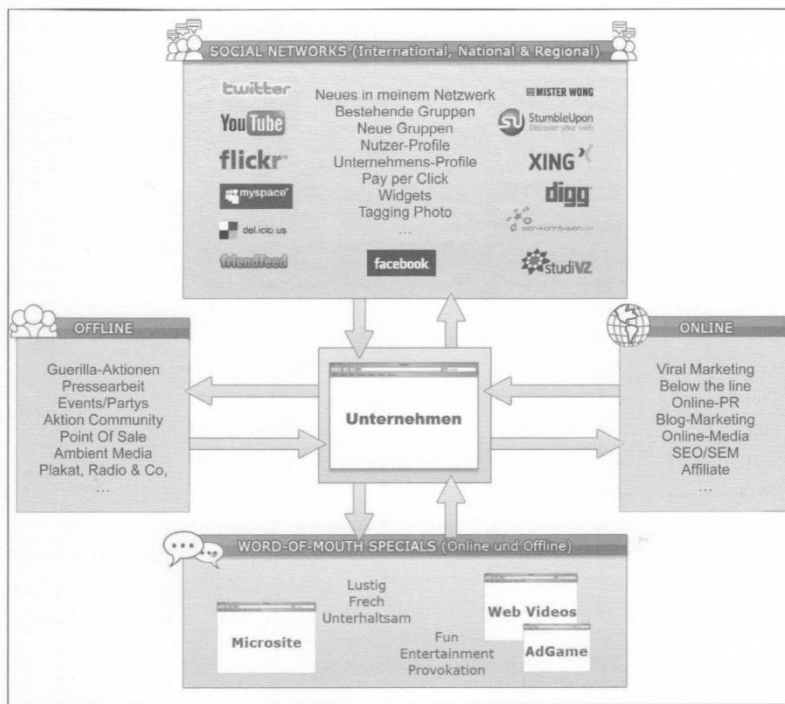 SOCIAL NETWORKS (International, National & Regional)
twitter
YouTube
flickr
myspace
del.icio.us
friendfeed
Neues in meinem Netzwerk
Bestehende Gruppen
Neue Gruppen
Nutzer-Profile
Unternehmens-Profile
Pay per Click
Widgets
Tagging Photo
...
facebook
MISTER WONG
StumbleUpon
Discover your web
XING
digg
studiVZ
OFFLINE
Guerilla-Aktionen
Pressearbeit
Events/Partys
Aktion Community
Point Of Sale
Ambient Media
Plakat, Radio & Co,
...
Unternehmen
ONLINE
Viral Marketing
Below the line
Online-PR
Blog-Marketing
Online-Media
SEO/SEM
Affiliate
...
WORD-OF-MOUTH SPECIALS (Online und Offline)
Microsite
Lustig
Frech
Unterhaltsam
Fun
Entertainment
Provokation
Web Videos
AdGame